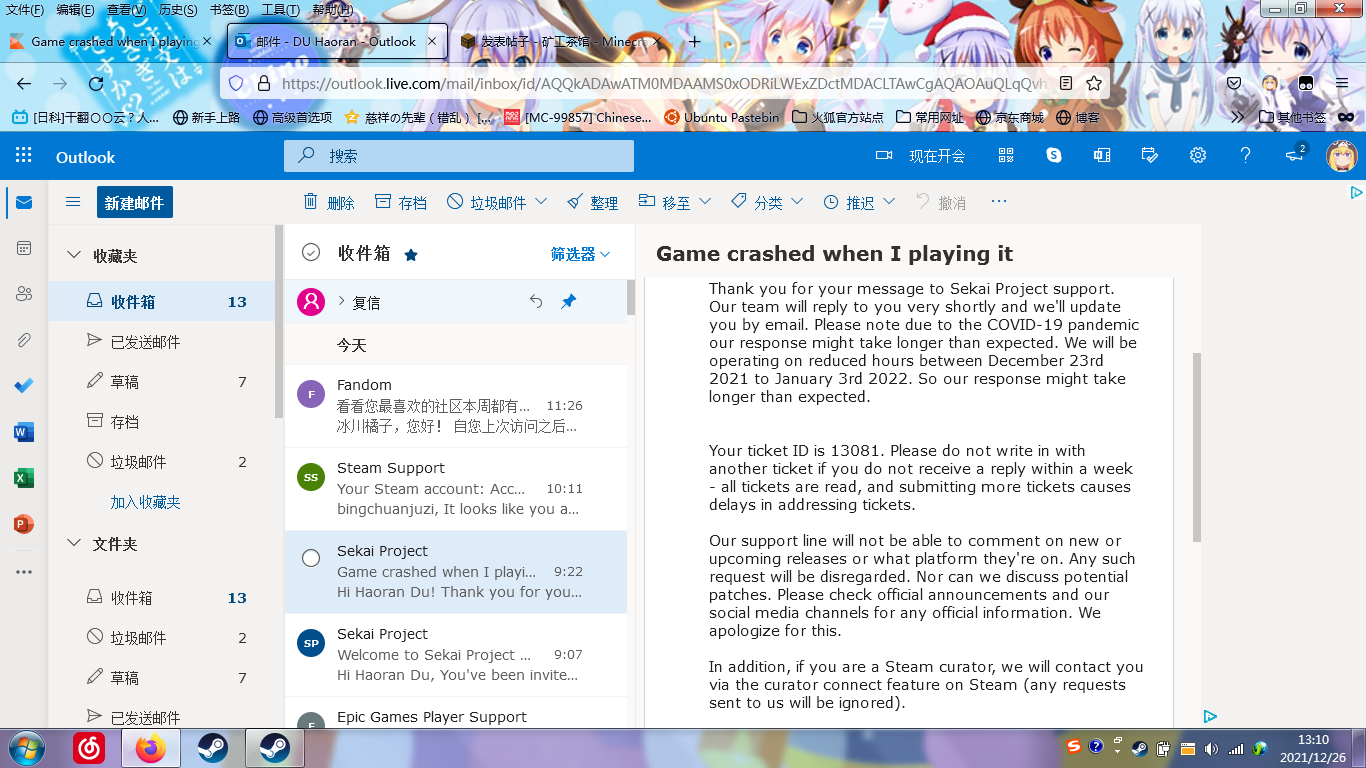 文件(F) 编辑(E) 查看(V) 历史(S) 书签(B) 工具(T) 帮助(H)
Game crashed when I playing
邮件 - DU Haoran - Outlook
发表帖子 - 矿工茶馆 - Minecra
https://outlook.live.com/mail/inbox/id/AQQkADAwATM0MDAAMS0xODRiLWExZDctMDACLTAwCgAQAOAuQLqQvh
[日科]千翻〇〇云？人...
新手上路
高级首选项
慈祥の先辈（错乱） [...
[MC-99857] Chinese...
Ubuntu Pastebin
火狐官方站点
常用网址
京东商城
博客
其他书签
Outlook
搜索
现在开会
2
新建邮件
删除
存档
垃圾邮件
整理
移至
分类
推迟
撤消
收藏夹
收件箱 13
已发送邮件
草稿 7
存档
垃圾邮件 2
加入收藏夹
文件夹
收件箱 13
垃圾邮件 2
草稿 7
已发送邮件
收件箱
筛选器
复信
今天
F
Fandom
看看您最喜欢的社区本周都有... 11:26
冰川橘子，您好！ 自您上次访问之后...
SS
Steam Support
Your Steam account: Acc... 10:11
bingchuanjuzi, It looks like you a...
Sekai Project
Game crashed when I playi... 9:22
Hi Haoran Du! Thank you for you...
SP
Sekai Project
Welcome to Sekai Project ... 9:07
Hi Haoran Du, You've been invite...
Epic Games Player Support
Game crashed when I playing it
Thank you for your message to Sekai Project support.
Our team will reply to you very shortly and we'll update
you by email. Please note due to the COVID-19 pandemic
our response might take longer than expected. We will be
operating on reduced hours between December 23rd
2021 to January 3rd 2022. So our response might take
longer than expected.
Your ticket ID is 13081. Please do not write in with
another ticket if you do not receive a reply within a week
- all tickets are read, and submitting more tickets causes
delays in addressing tickets.
Our support line will not be able to comment on new or
upcoming releases or what platform they're on. Any such
request will be disregarded. Nor can we discuss potential
patches. Please check official announcements and our
social media channels for any official information. We
apologize for this.
In addition, if you are a Steam curator, we will contact you
via the curator connect feature on Steam (any requests
sent to us will be ignored).
13:10
2021/12/26